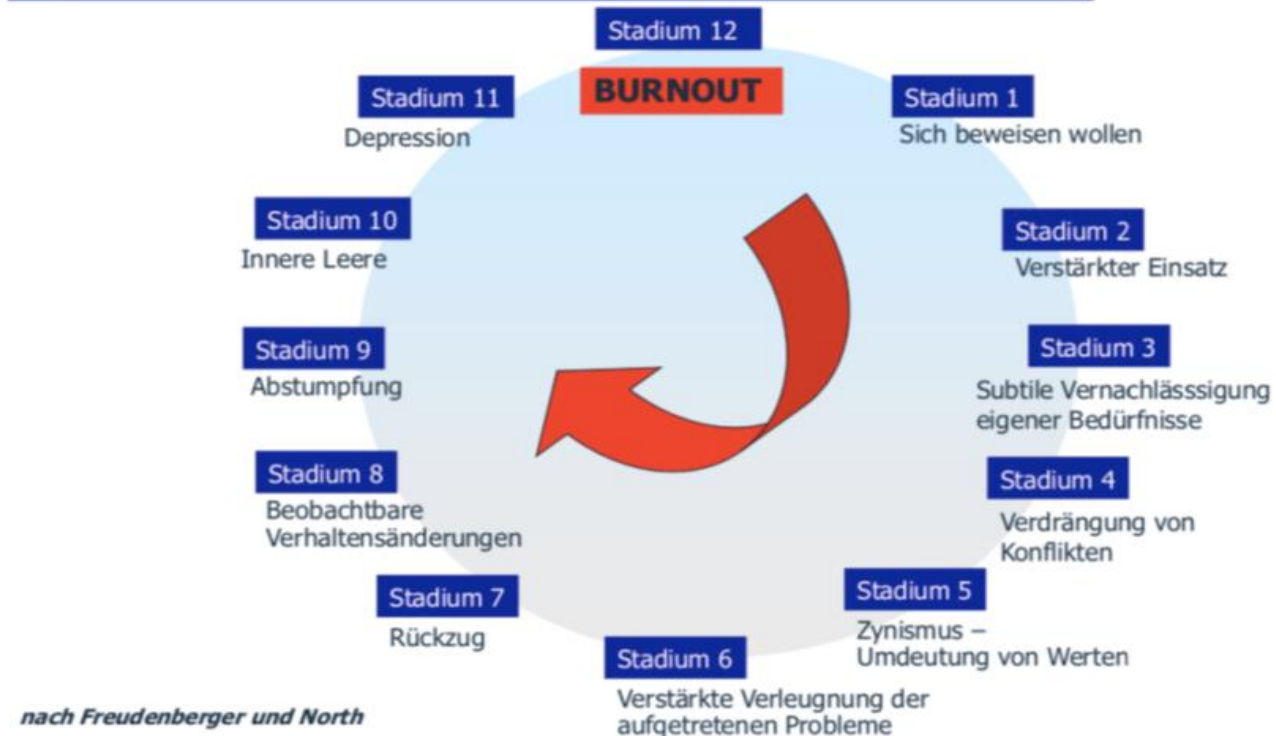 Stadium 12
BURNOUT
Stadium 1
Sich beweisen wollen
Stadium 2
Verstärkter Einsatz
Stadium 3
Subtile Vernachlässsigung
eigener Bedürfnisse
Stadium 4
Verdrängung von
Konflikten
Stadium 5
Zynismus –
Umdeutung von Werten
Stadium 6
Verstärkte Verleugnung der
aufgetretenen Probleme
Stadium 7
Rückzug
Stadium 8
Beobachtbare
Verhaltensänderungen
Stadium 9
Abstumpfung
Stadium 10
Innere Leere
Stadium 11
Depression
nach Freudenberger und North